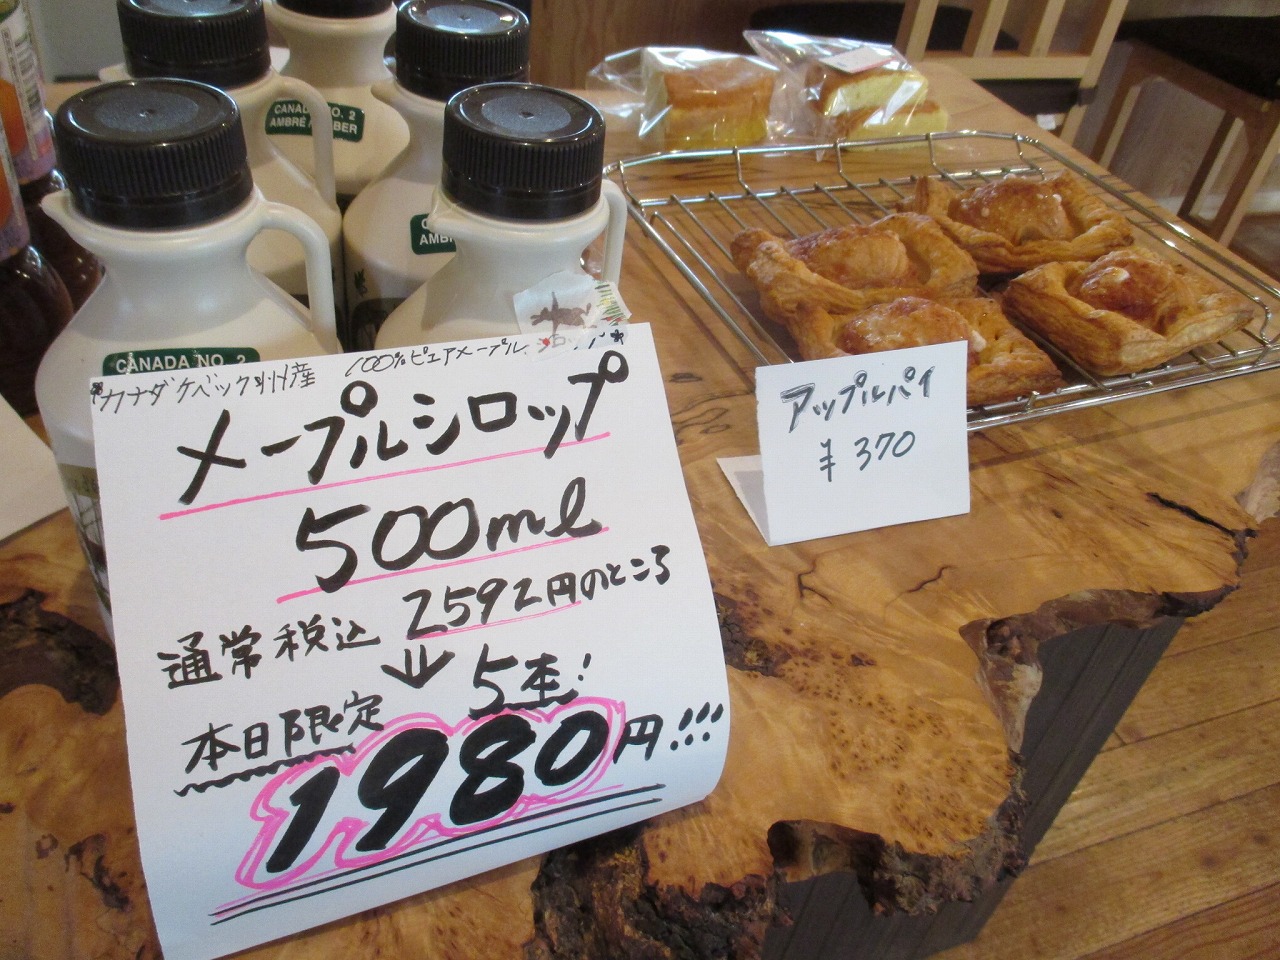 CANADA NO. 2
AMBRÉ AMBER
CANADA NO. 2
*カナダケベック州産 100%ピュアメープルシロップ*
メープルシロップ
500ml
通常税込 2592円のところ
↓
本日限定 5本!
1980円!!!
アップルパイ
¥370